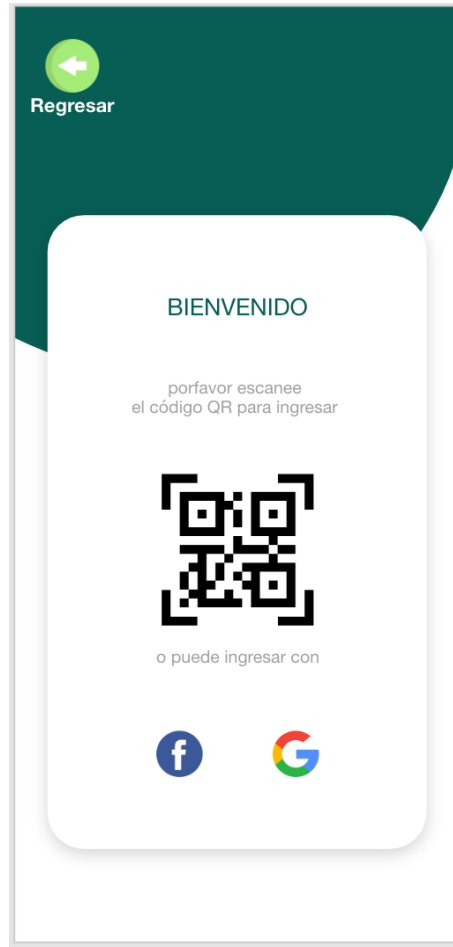 Regresar
BIENVENIDO
porfavor escanee
el código QR para ingresar
o puede ingresar con